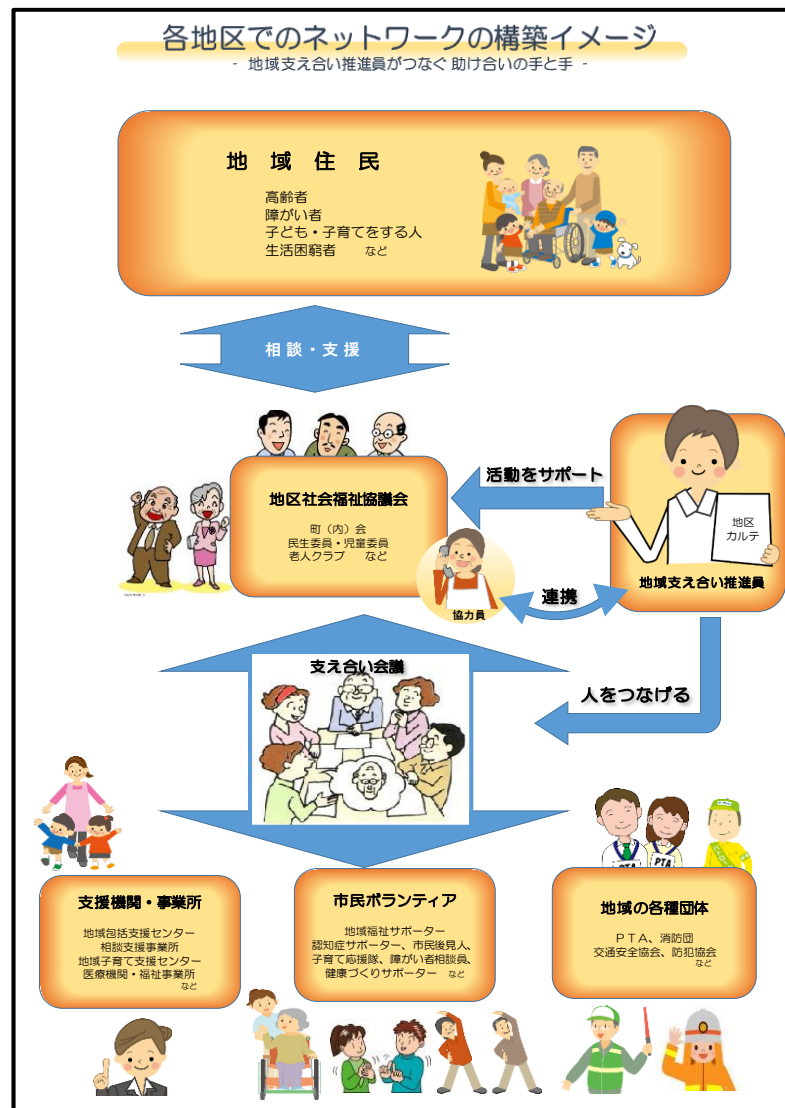 各地区でのネットワークの構築イメージ
- 地域支え合い推進員がつなぐ 助け合いの手と手 -
地 域 住 民
高齢者
障がい者
子ども・子育てをする人
生活困窮者 など
相談・支援
地区社会福祉協議会
町（内）会
民生委員・児童委員
老人クラブ など
活動をサポート
地区
カルテ
地域支え合い推進員
協力員
連携
支え合い会議
人をつなげる
支援機関・事業所
地域包括支援センター
相談支援事業所
地域子育て支援センター
医療機関・福祉事業所
など
市民ボランティア
地域福祉サポーター
認知症サポーター、市民後見人、
子育て応援隊、障がい者相談員、
健康づくりサポーター など
PTA
PTA
地域の各種団体
ＰＴＡ、消防団
交通安全協会、防犯協会
など